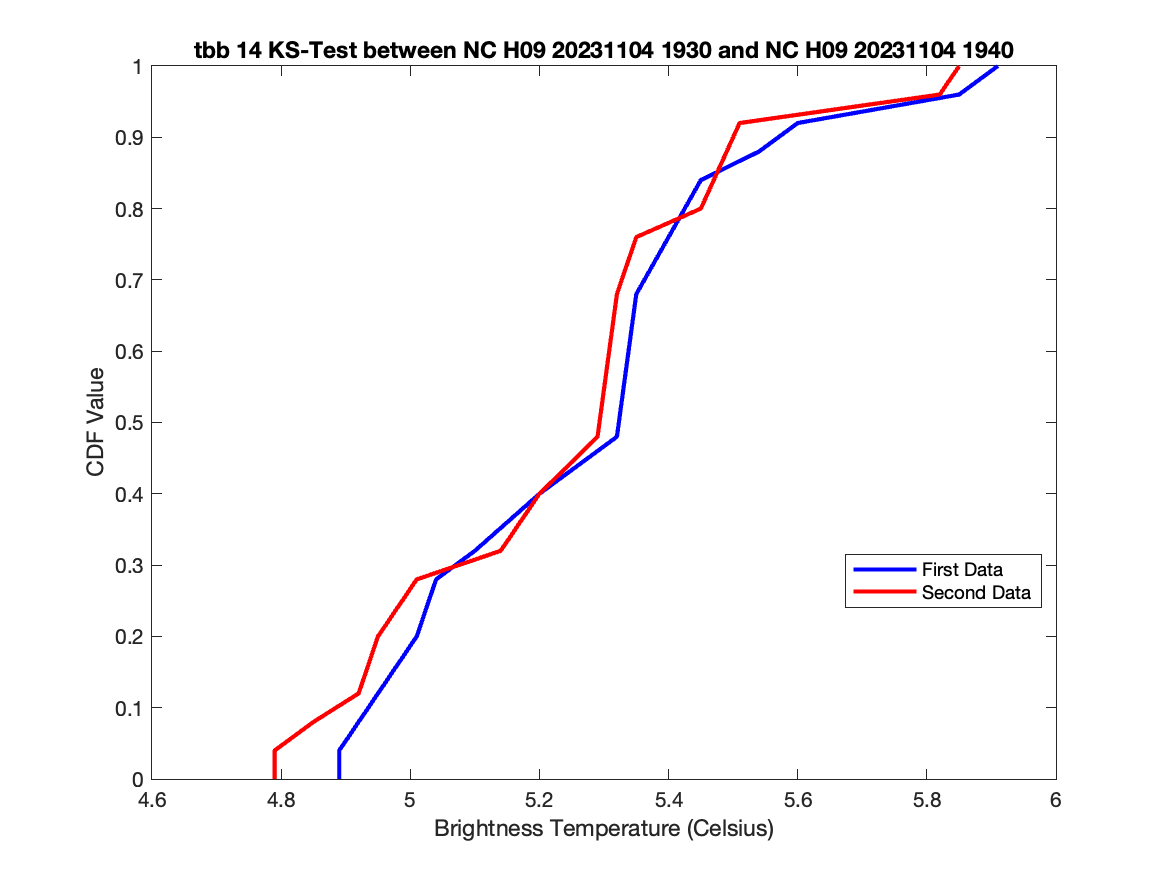 tbb 14 KS-Test between NC H09 20231104 1930 and NC H09 20231104 1940
1
0.9
0.8
0.7
0.6
0.5
0.4
0.3
0.2
0.1
0
CDF Value
First Data
Second Data
4.6 4.8 5 5.2 5.4 5.6 5.8 6
Brightness Temperature (Celsius)